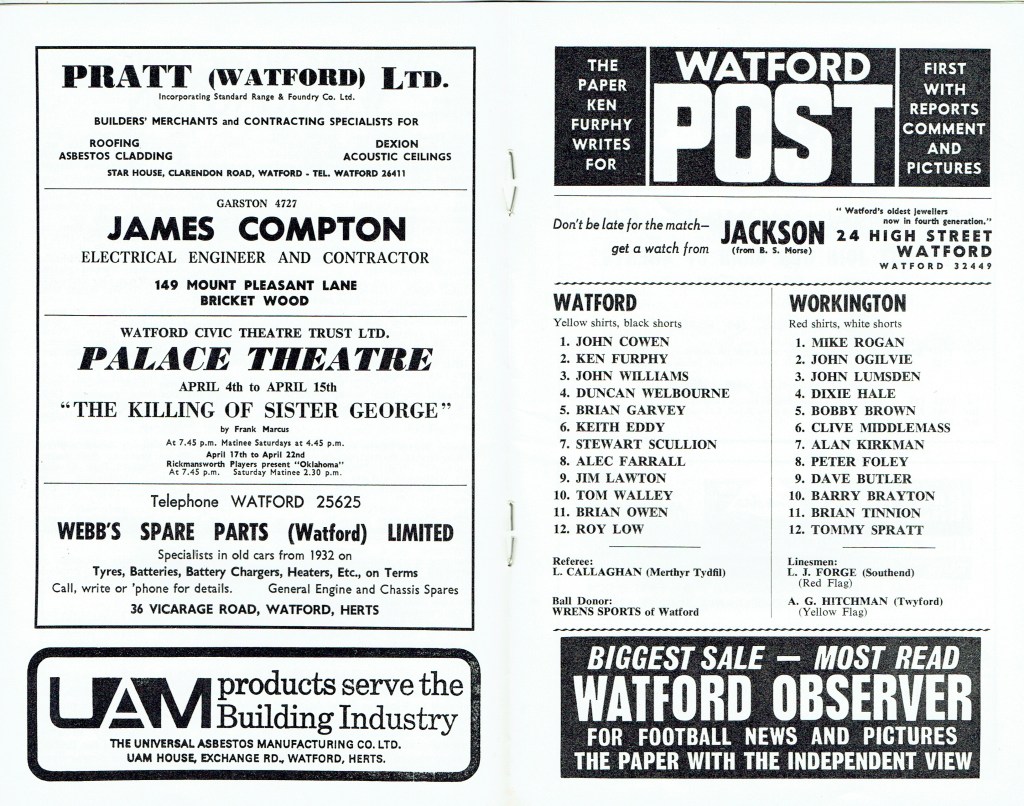 PRATT (WATFORD) LTD.
Incorporating Standard Range & Foundry Co. Ltd.
BUILDERS' MERCHANTS and CONTRACTING SPECIALISTS FOR
ROOFING DEXION
ASBESTOS CLADDING ACOUSTIC CEILINGS
STAR HOUSE, CLARENDON ROAD, WATFORD - TEL. WATFORD 26411
GARSTON 4727
JAMES COMPTON
ELECTRICAL ENGINEER AND CONTRACTOR
149 MOUNT PLEASANT LANE
BRICKET WOOD
WATFORD CIVIC THEATRE TRUST LTD.
PALACE THEATRE
APRIL 4th to APRIL 15th
"THE KILLING OF SISTER GEORGE"
by Frank Marcus
At 7.45 p.m. Matinee Saturdays at 4.45 p.m.
April 17th to April 22nd
Rickmansworth Players present "Oklahoma"
At 7.45 p.m. Saturday Matinee 2.30 p.m.
Telephone WATFORD 25625
WEBB'S SPARE PARTS (Watford) LIMITED
Specialists in old cars from 1932 on
Tyres, Batteries, Battery Chargers, Heaters, Etc., on Terms
Call, write or 'phone for details. General Engine and Chassis Spares
36 VICARAGE ROAD, WATFORD, HERTS
UAM products serve the
Building Industry
THE UNIVERSAL ASBESTOS MANUFACTURING CO. LTD.
UAM HOUSE, EXCHANGE RD., WATFORD, HERTS.
THE
PAPER
KEN
FURPHY
WRITES
FOR
WATFORD
POST
FIRST
WITH
REPORTS
COMMENT
AND
PICTURES
Don't be late for the match—
get a watch from
JACKSON
(from B. S. Morse)
"Watford's oldest jewellers
now in fourth generation."
24 HIGH STREET
WATFORD
WATFORD 32449
WATFORD
Yellow shirts, black shorts
1. JOHN COWEN
2. KEN FURPHY
3. JOHN WILLIAMS
4. DUNCAN WELBOURNE
5. BRIAN GARVEY
6. KEITH EDDY
7. STEWART SCULLION
8. ALEC FARRALL
9. JIM LAWTON
10. TOM WALLEY
11. BRIAN OWEN
12. ROY LOW
Referee:
L. CALLAGHAN (Merthyr Tydfil)
Ball Donor:
WRENS SPORTS of Watford
WORKINGTON
Red shirts, white shorts
1. MIKE ROGAN
2. JOHN OGILVIE
3. JOHN LUMSDEN
4. DIXIE HALE
5. BOBBY BROWN
6. CLIVE MIDDLEMASS
7. ALAN KIRKMAN
8. PETER FOLEY
9. DAVE BUTLER
10. BARRY BRAYTON
11. BRIAN TINNION
12. TOMMY SPRATT
Linesmen:
L. J. FORGE (Southend)
(Red Flag)
A. G. HITCHMAN (Twyford)
(Yellow Flag)
BIGGEST SALE — MOST READ
WATFORD OBSERVER
FOR FOOTBALL NEWS AND PICTURES
THE PAPER WITH THE INDEPENDENT VIEW